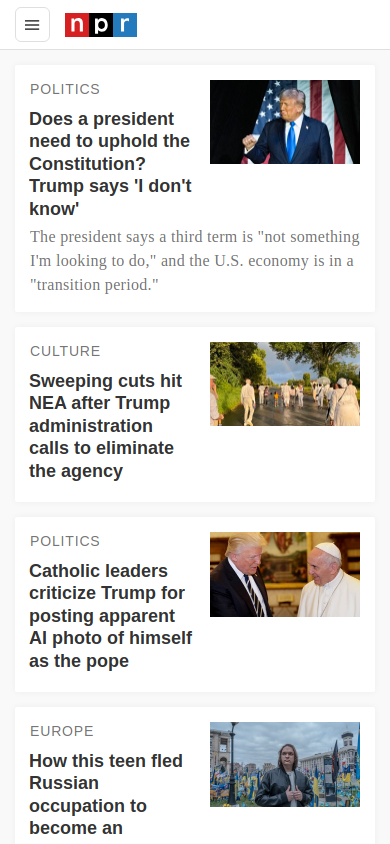 npr
POLITICS
Does a president
need to uphold the
Constitution?
Trump says 'I don't
know'
The president says a third term is "not something
I'm looking to do," and the U.S. economy is in a
"transition period."
CULTURE
Sweeping cuts hit
NEA after Trump
administration
calls to eliminate
the agency
POLITICS
Catholic leaders
criticize Trump for
posting apparent
AI photo of himself
as the pope
EUROPE
How this teen fled
Russian
occupation to
become an